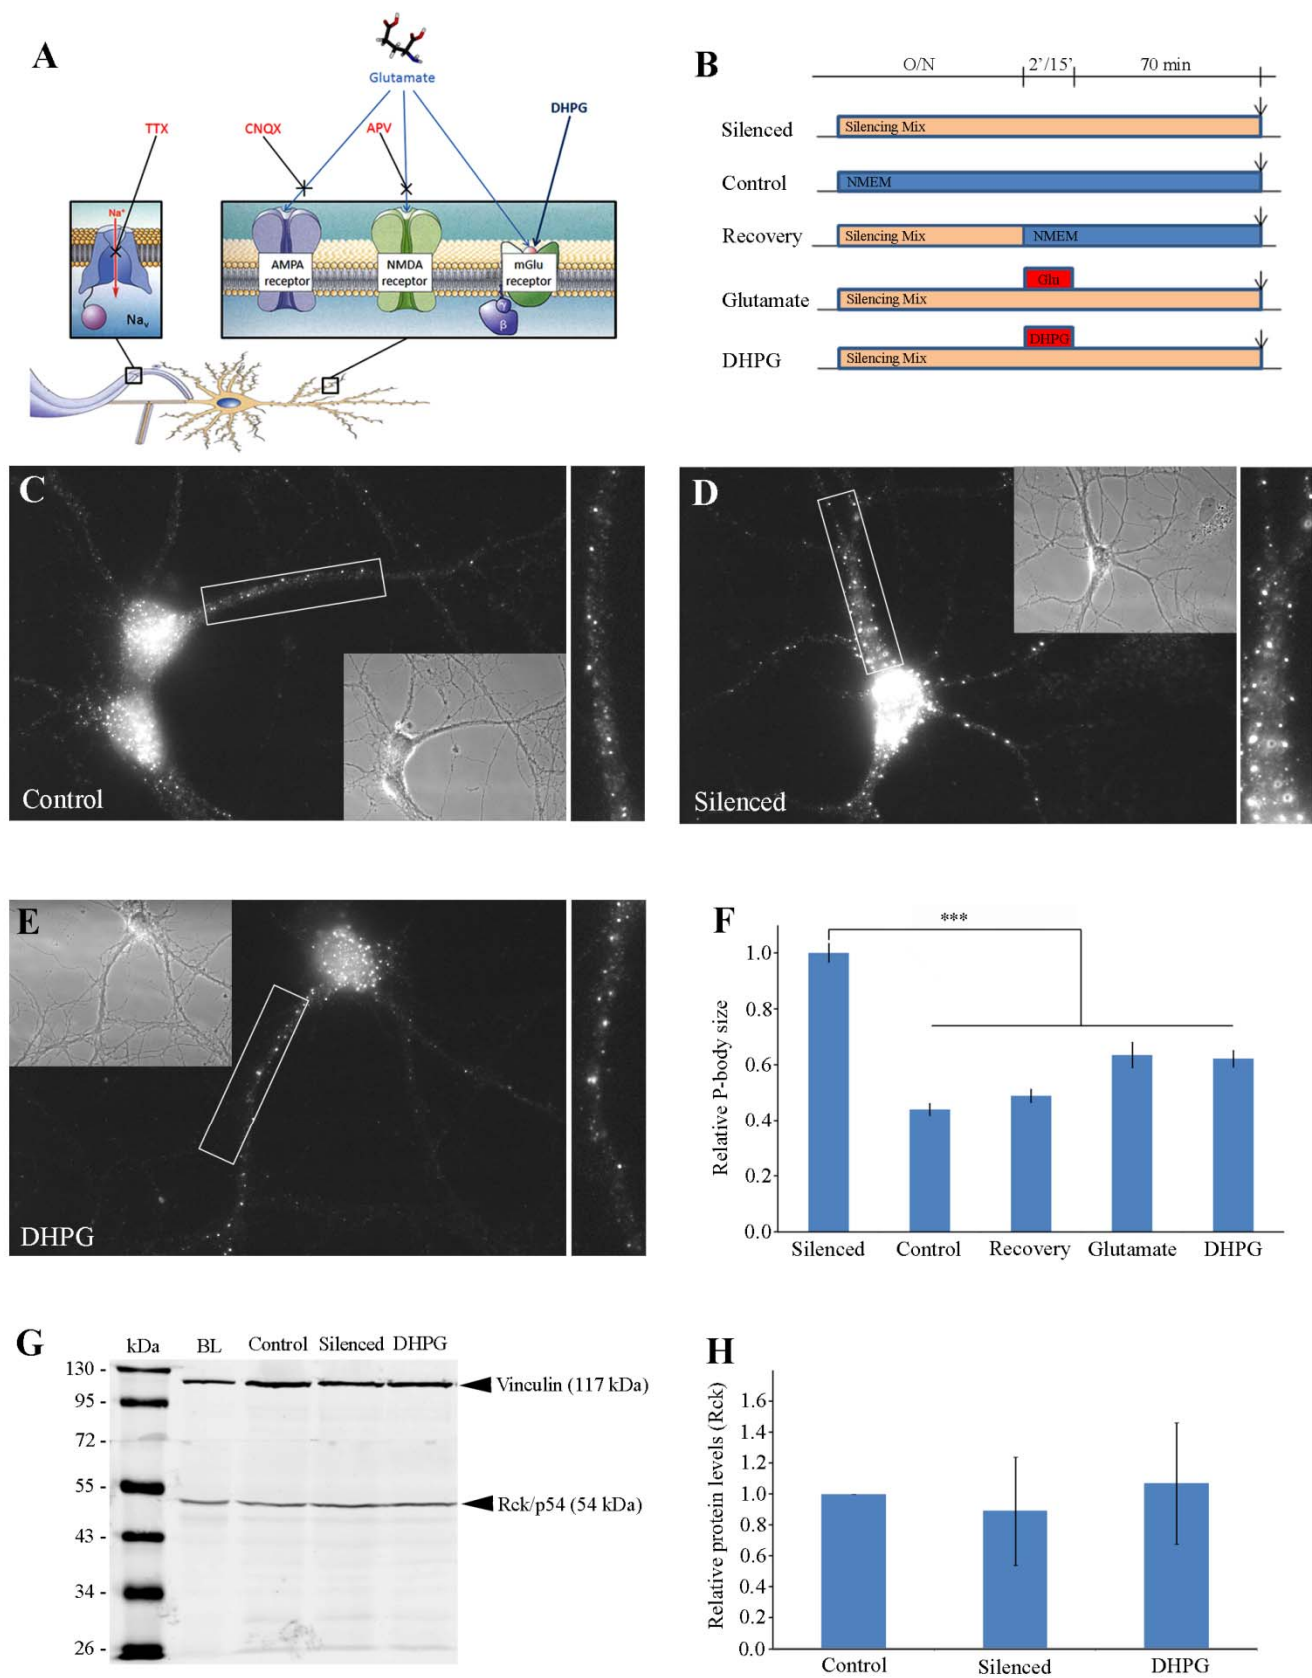 A
Glutamate
TTX
CNQX
APV
DHPG
Na⁺
Naᵥ
AMPA
receptor
NMDA
receptor
mGlu
receptor
γ
β
B
O/N
2'/15'
70 min
Silenced
Silencing Mix
Control
NMEM
Recovery
Silencing Mix
NMEM
Glutamate
Glu
Silencing Mix
DHPG
DHPG
Silencing Mix
C
Control
D
Silenced
E
DHPG
F
***
Relative P-body size
1.0
0.8
0.6
0.4
0.2
0.0
Silenced Control Recovery Glutamate DHPG
G
kDa BL Control Silenced DHPG
130 -
95 -
72 -
55 -
43 -
34 -
26 -
Vinculin (117 kDa)
Rck/p54 (54 kDa)
H
Relative protein levels (Rck)
1.6
1.4
1.2
1.0
0.8
0.6
0.4
0.2
0.0
Control Silenced DHPG